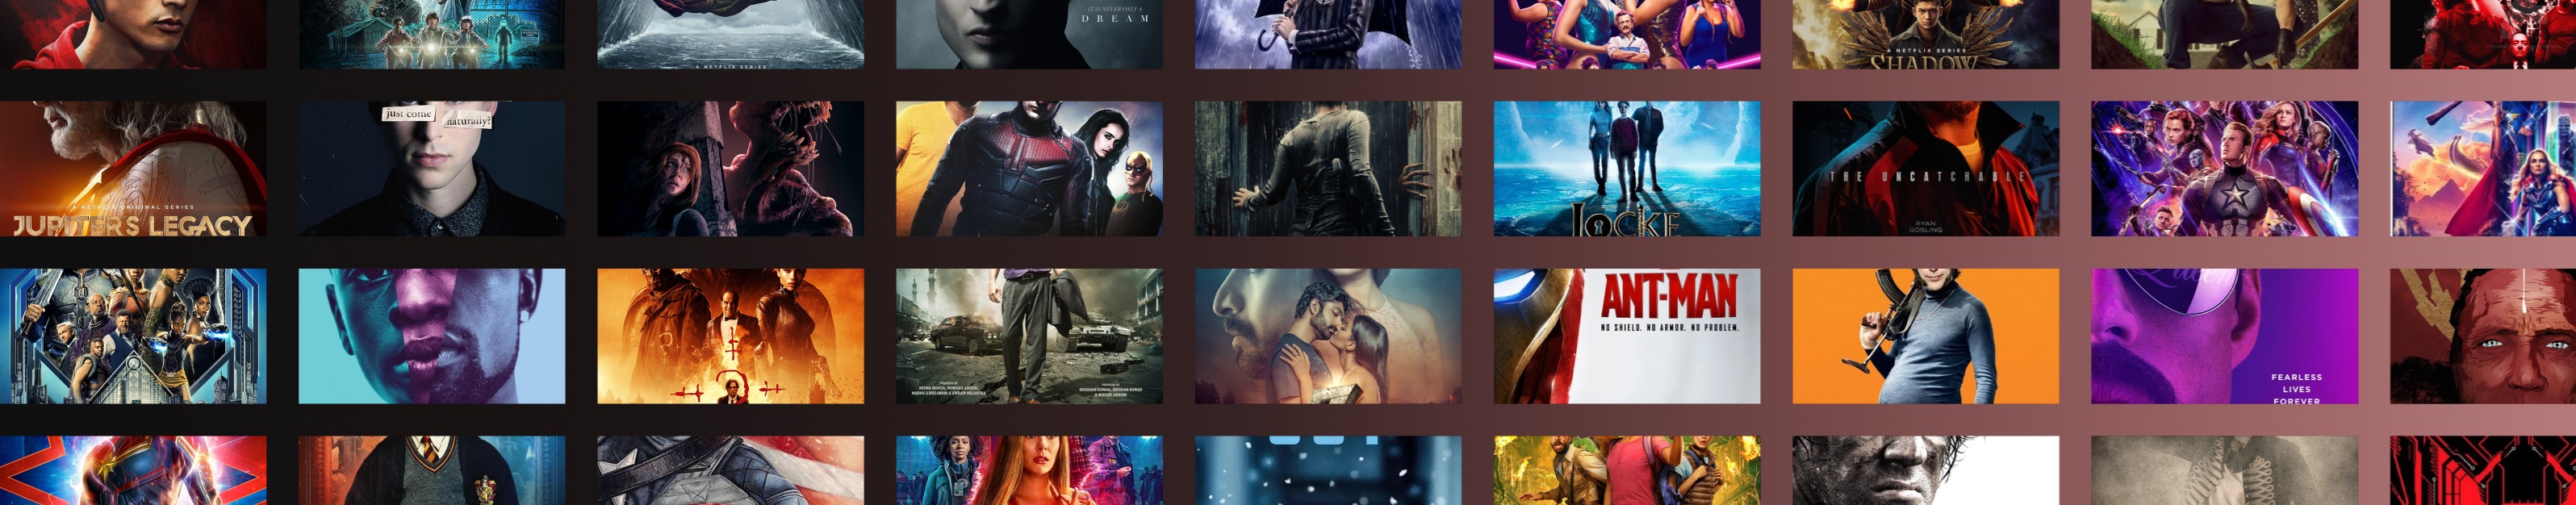 IT IS NEVER ONLY A
DREAM
A NETFLIX SERIES
A NETFLIX SERIES
SHADOW
just come
naturally?
A NETFLIX ORIGINAL SERIES
JUPITER'S LEGACY
LOCKE
THE UNCATCHABLE
RYAN
GOSLING
ANT-MAN
NO SHIELD. NO ARMOR. NO PROBLEM.
FEARLESS
LIVES
FOREVER